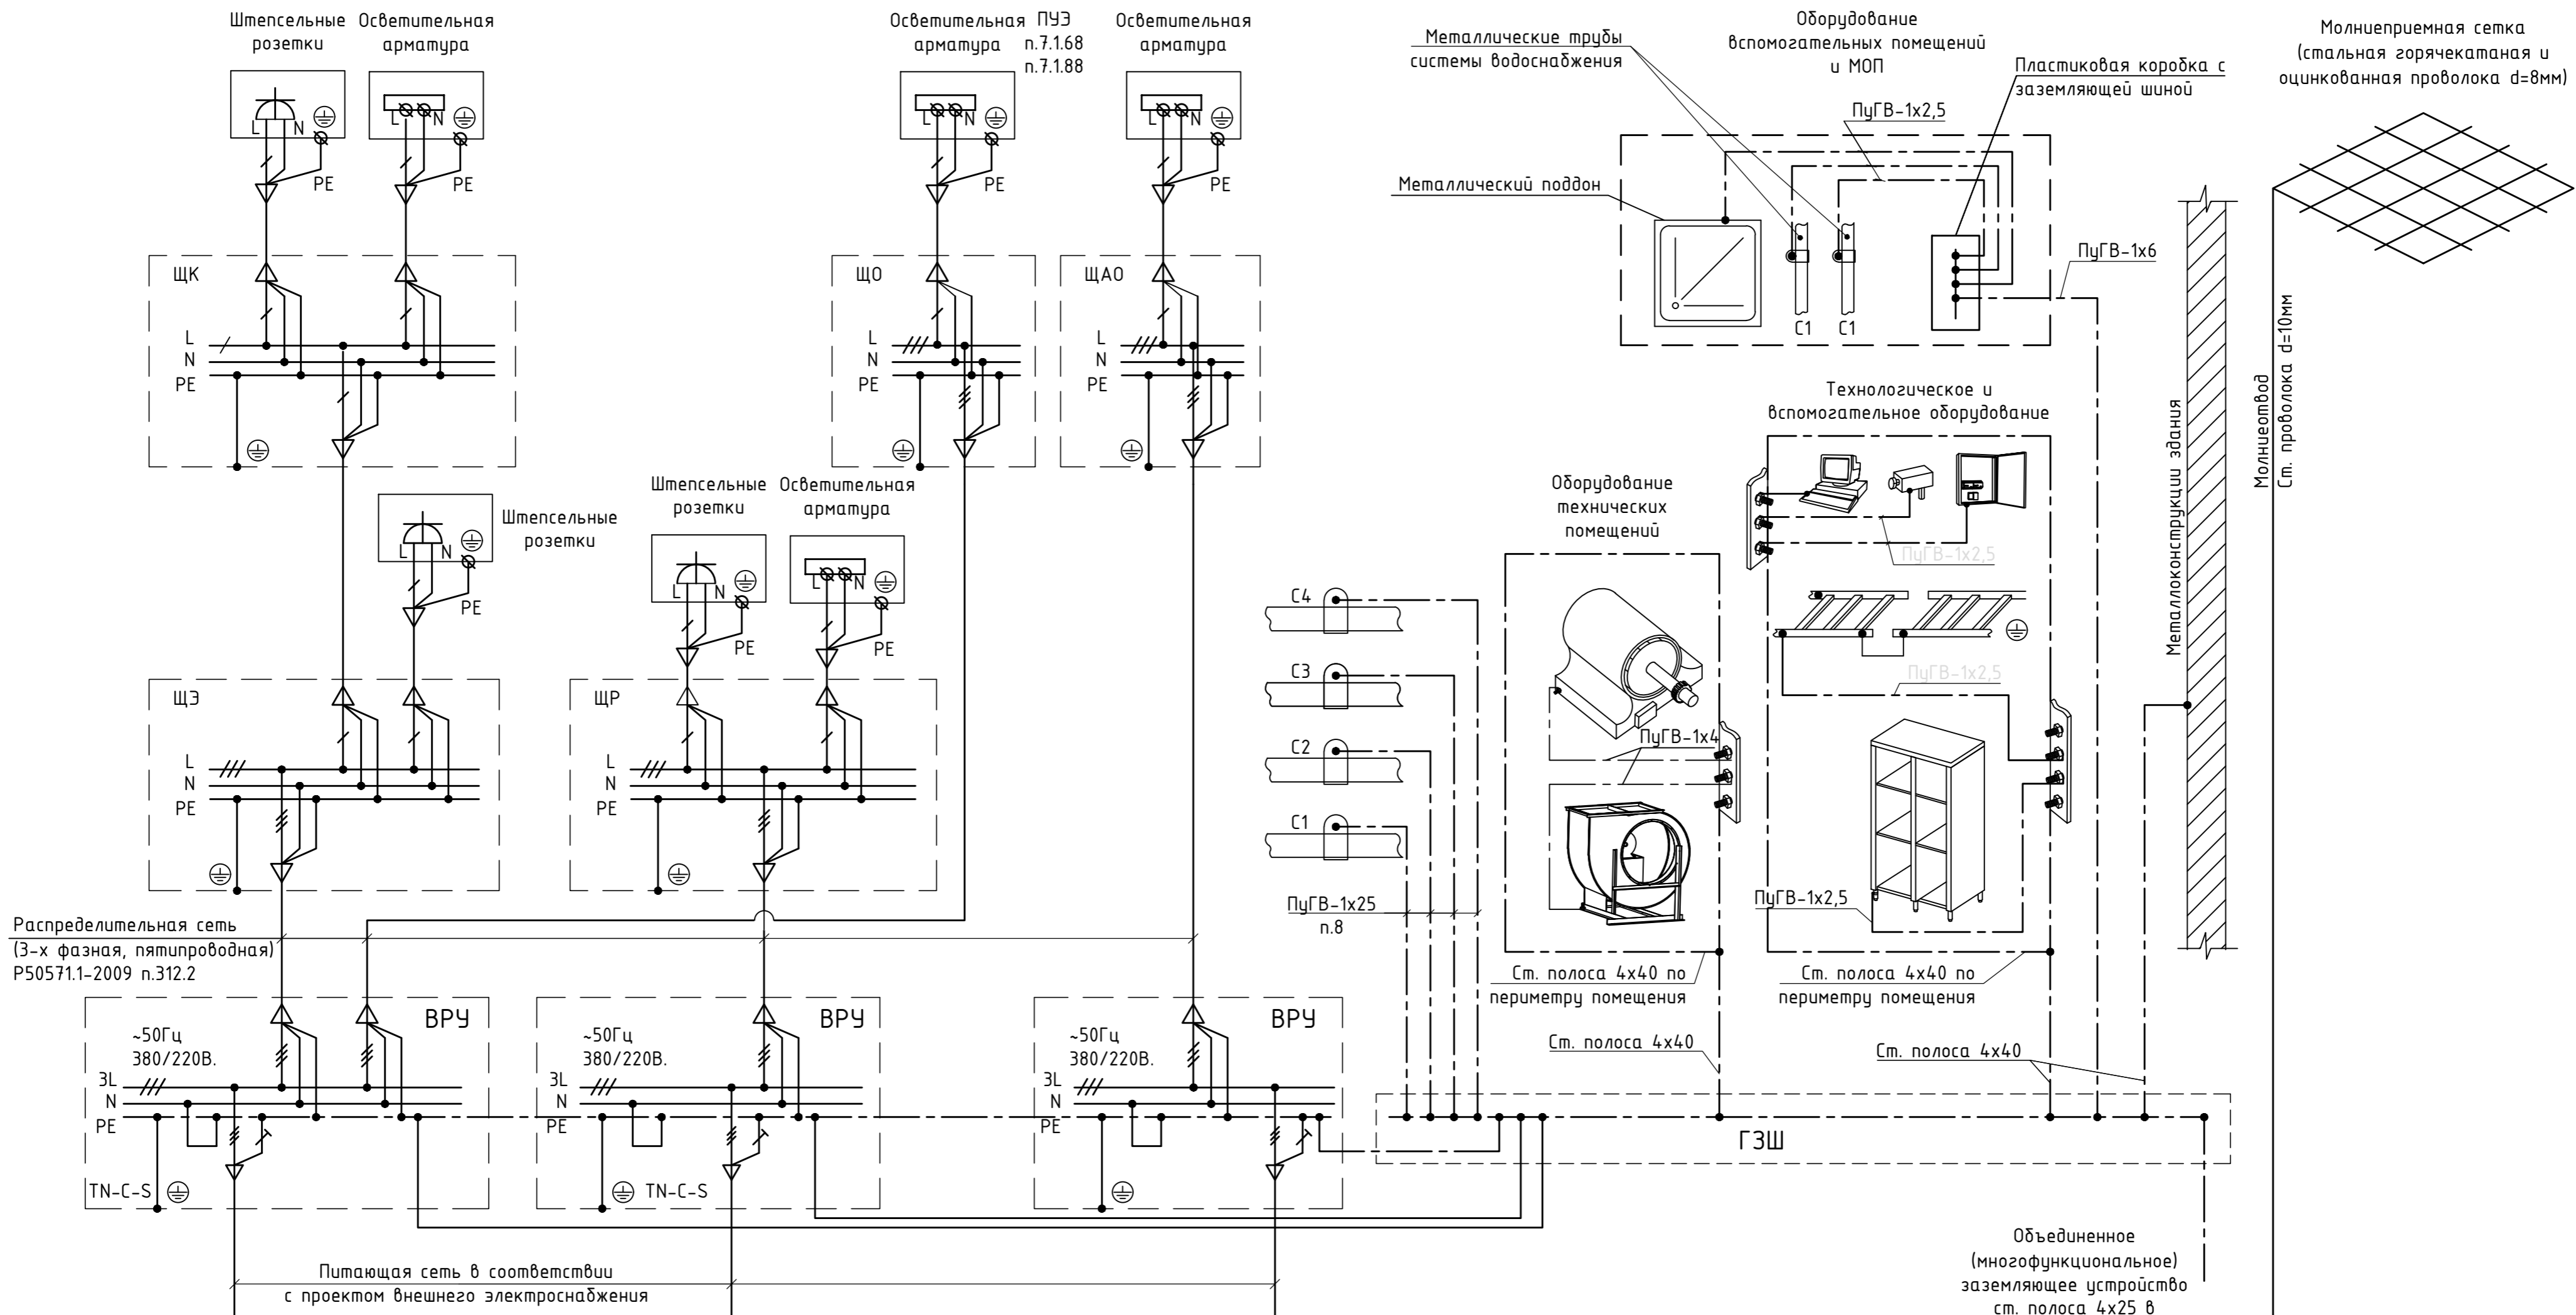 Штепсельные
розетки
Осветительная
арматура
Осветительная
арматура
ПУЭ
п.7.1.68
п.7.1.88
Осветительная
арматура
Металлические трубы
системы водоснабжения
Оборудование
вспомогательных помещений
и МОП
Пластиковая коробка с
заземляющей шиной
Молниеприемная сетка
(стальная горячекатаная и
оцинкованная проволока d=8мм)
L
N
PE
L
N
PE
L
N
PE
L
N
PE
ПуГВ-1х2,5
Металлический поддон
ПуГВ-1х6
С1
С1
ЩК
L
N
PE
ЩО
L
N
PE
ЩАО
L
N
PE
Молниеотвод
Ст. проволока d=10мм
Металлоконструкции здания
Технологическое и
вспомогательное оборудование
ПуГВ-1х2,5
ПуГВ-1х2,5
ПуГВ-1х2,5
Оборудование
технических
помещений
ПуГВ-1х4
Штепсельные
розетки
L
N
PE
Штепсельные
розетки
Осветительная
арматура
L
N
PE
L
N
PE
С4
С3
С2
С1
ПуГВ-1х25
п.8
ЩЭ
L
N
PE
ЩР
L
N
PE
Распределительная сеть
(3-х фазная, пятипроводная)
Р50571.1-2009 п.312.2
Ст. полоса 4х40 по
периметру помещения
Ст. полоса 4х40 по
периметру помещения
Ст. полоса 4х40
Ст. полоса 4х40
ВРУ
~50Гц
380/220В.
3L
N
PE
TN-C-S
ВРУ
~50Гц
380/220В.
3L
N
PE
TN-C-S
ВРУ
~50Гц
380/220В.
3L
N
PE
ГЗШ
Питающая сеть в соответствии
с проектом внешнего электроснабжения
Объединенное
(многофункциональное)
заземляющее устройство
ст. полоса 4х25 в